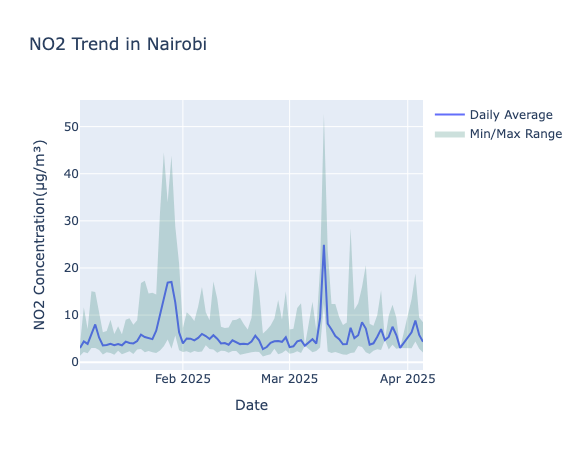 NO2 Trend in Nairobi
Daily Average
Min/Max Range
NO2 Concentration(µg/m³)
50
40
30
20
10
0
Feb 2025
Mar 2025
Apr 2025
Date